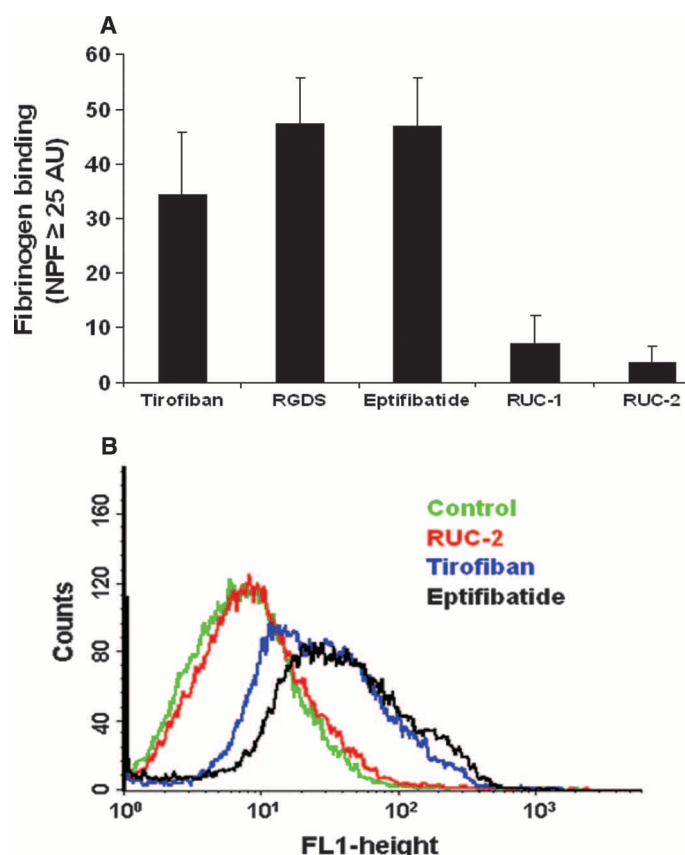 A
Fibrinogen binding
(NPF ≥ 25 AU)
60
50
40
30
20
10
0
Tirofiban RGDS Eptifibatide RUC-1 RUC-2
B
Counts
160
120
80
40
0
Control
RUC-2
Tirofiban
Eptifibatide
10⁰ 10¹ 10² 10³
FL1-height